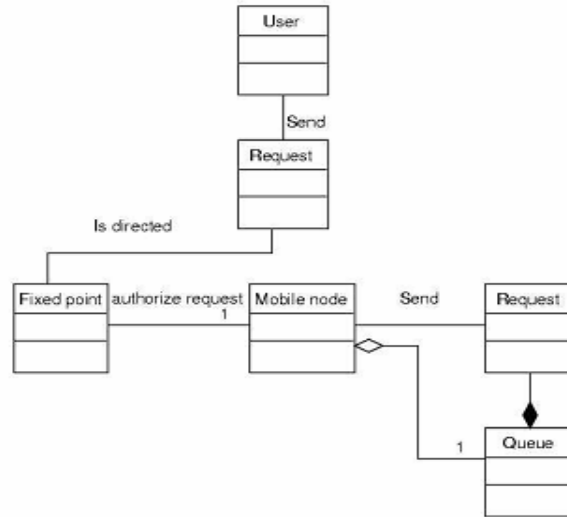 User
Send
Request
Is directed
Fixed point
authorize request
1
Mobile node
Send
Request
1
Queue